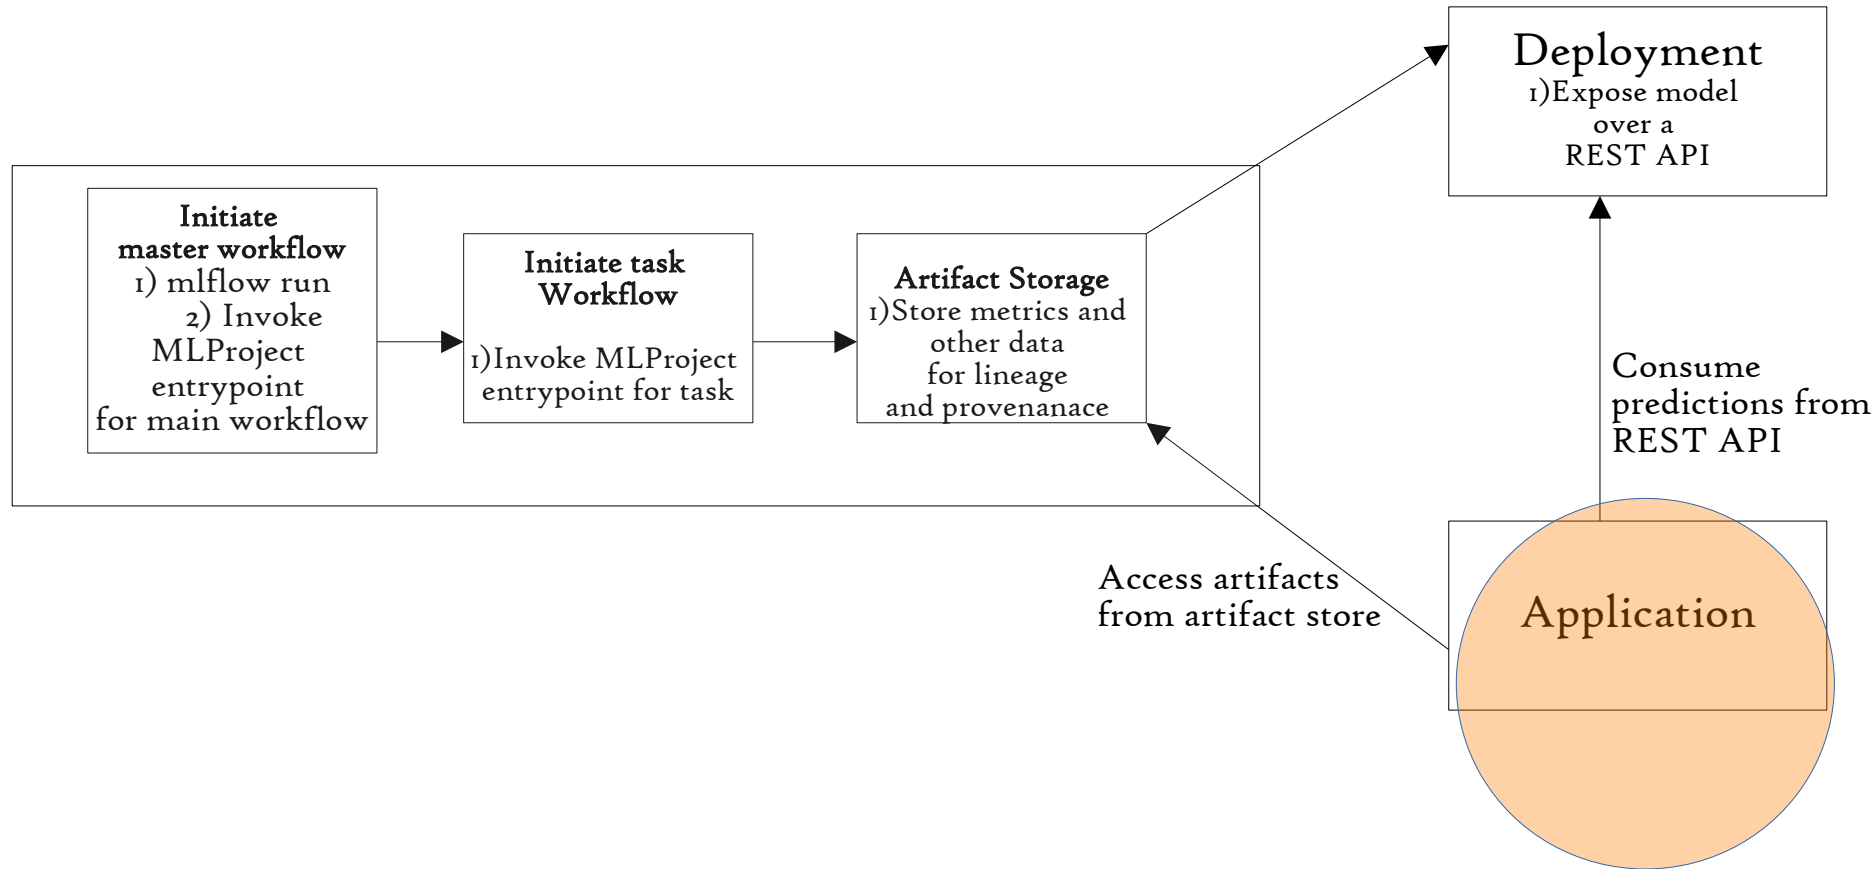 Deployment
1)Expose model
over a
REST API
Initiate
master workflow
1) mlflow run
2) Invoke
MLProject
entrypoint
for main workflow
Initiate task
Workflow
1)Invoke MLProject
entrypoint for task
Artifact Storage
1)Store metrics and
other data
for lineage
and provenanace
Consume
predictions from
REST API
Access artifacts
from artifact store
Application